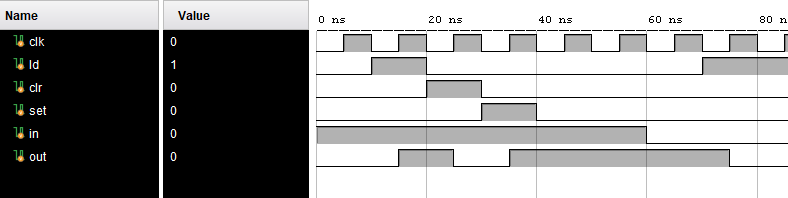 Name Value 0 ns 20 ns 40 ns 60 ns 80 n
clk 0
ld 1
clr 0
set 0
in 0
out 0